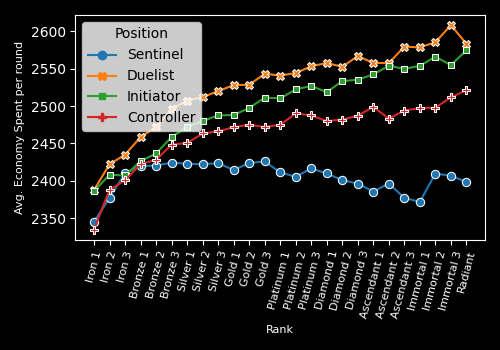 Position
Sentinel
Duelist
Initiator
Controller
Avg. Economy Spent per round
2600
2550
2500
2450
2400
2350
Iron 1
Iron 2
Iron 3
Bronze 1
Bronze 2
Bronze 3
Silver 1
Silver 2
Silver 3
Gold 1
Gold 2
Gold 3
Platinum 1
Platinum 2
Platinum 3
Diamond 1
Diamond 2
Diamond 3
Ascendant 1
Ascendant 2
Ascendant 3
Immortal 1
Immortal 2
Immortal 3
Radiant
Rank